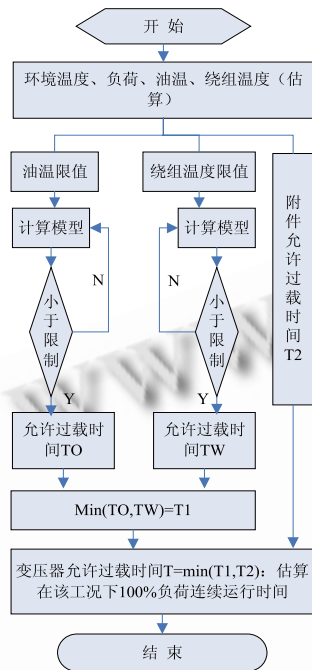 开 始
环境温度、负荷、油温、绕组温度（估
算）
油温限值
绕组温度限值
计算模型
计算模型
N
N
小
于
限
制
小
于
限
制
Y
Y
允许过载时
间TO
允许过载时
间TW
附
件
允
许
过
载
时
间
T2
Min(TO,TW)=T1
变压器允许过载时间T=min(T1,T2)：估算
在该工况下100%负荷连续运行时间
结 束